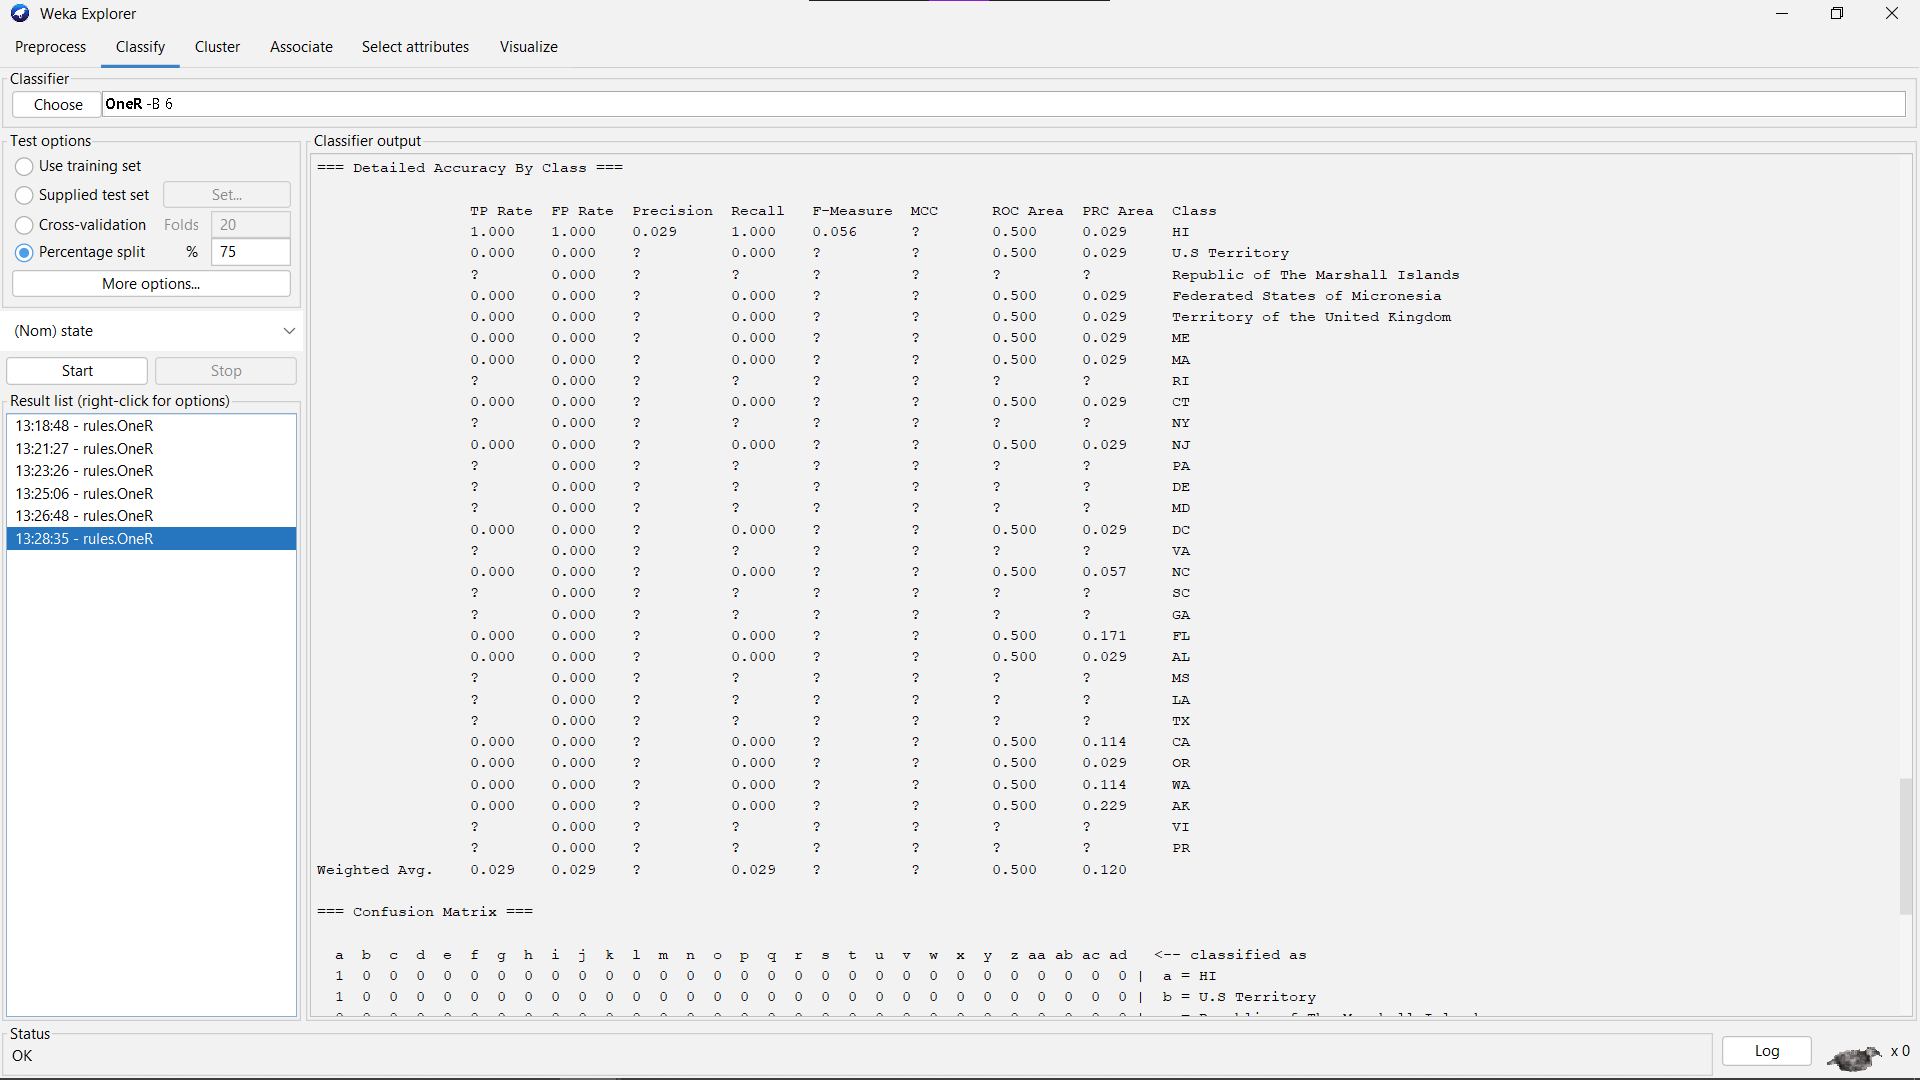 Weka Explorer
Preprocess Classify Cluster Associate Select attributes Visualize
Classifier
Choose OneR -B 6
Test options
Use training set
Supplied test set Set...
Cross-validation Folds 20
Percentage split % 75
More options...
(Nom) state
Start Stop
Result list (right-click for options)
13:18:48 - rules.OneR
13:21:27 - rules.OneR
13:23:26 - rules.OneR
13:25:06 - rules.OneR
13:26:48 - rules.OneR
13:28:35 - rules.OneR
Classifier output
=== Detailed Accuracy By Class ===
TP Rate FP Rate Precision Recall F-Measure MCC ROC Area PRC Area Class
1.000 1.000 0.029 1.000 0.056 ? 0.500 0.029 HI
0.000 0.000 ? 0.000 ? ? 0.500 0.029 U.S Territory
? 0.000 ? ? ? ? ? ? Republic of The Marshall Islands
0.000 0.000 ? 0.000 ? ? 0.500 0.029 Federated States of Micronesia
0.000 0.000 ? 0.000 ? ? 0.500 0.029 Territory of the United Kingdom
0.000 0.000 ? 0.000 ? ? 0.500 0.029 ME
0.000 0.000 ? 0.000 ? ? 0.500 0.029 MA
? 0.000 ? ? ? ? ? ? RI
0.000 0.000 ? 0.000 ? ? 0.500 0.029 CT
? 0.000 ? ? ? ? ? ? NY
0.000 0.000 ? 0.000 ? ? 0.500 0.029 NJ
? 0.000 ? ? ? ? ? ? PA
? 0.000 ? ? ? ? ? ? DE
? 0.000 ? ? ? ? ? ? MD
0.000 0.000 ? 0.000 ? ? 0.500 0.029 DC
? 0.000 ? ? ? ? ? ? VA
0.000 0.000 ? 0.000 ? ? 0.500 0.057 NC
? 0.000 ? ? ? ? ? ? SC
? 0.000 ? ? ? ? ? ? GA
0.000 0.000 ? 0.000 ? ? 0.500 0.171 FL
0.000 0.000 ? 0.000 ? ? 0.500 0.029 AL
? 0.000 ? ? ? ? ? ? MS
? 0.000 ? ? ? ? ? ? LA
? 0.000 ? ? ? ? ? ? TX
0.000 0.000 ? 0.000 ? ? 0.500 0.114 CA
0.000 0.000 ? 0.000 ? ? 0.500 0.029 OR
0.000 0.000 ? 0.000 ? ? 0.500 0.114 WA
0.000 0.000 ? 0.000 ? ? 0.500 0.229 AK
? 0.000 ? ? ? ? ? ? VI
? 0.000 ? ? ? ? ? ? PR
Weighted Avg. 0.029 0.029 ? 0.029 ? ? 0.500 0.120
=== Confusion Matrix ===
a b c d e f g h i j k l m n o p q r s t u v w x y z aa ab ac ad <-- classified as
1 0 0 0 0 0 0 0 0 0 0 0 0 0 0 0 0 0 0 0 0 0 0 0 0 0 0 0 0 0 | a = HI
1 0 0 0 0 0 0 0 0 0 0 0 0 0 0 0 0 0 0 0 0 0 0 0 0 0 0 0 0 0 | b = U.S Territory
Status
OK
Log
x 0